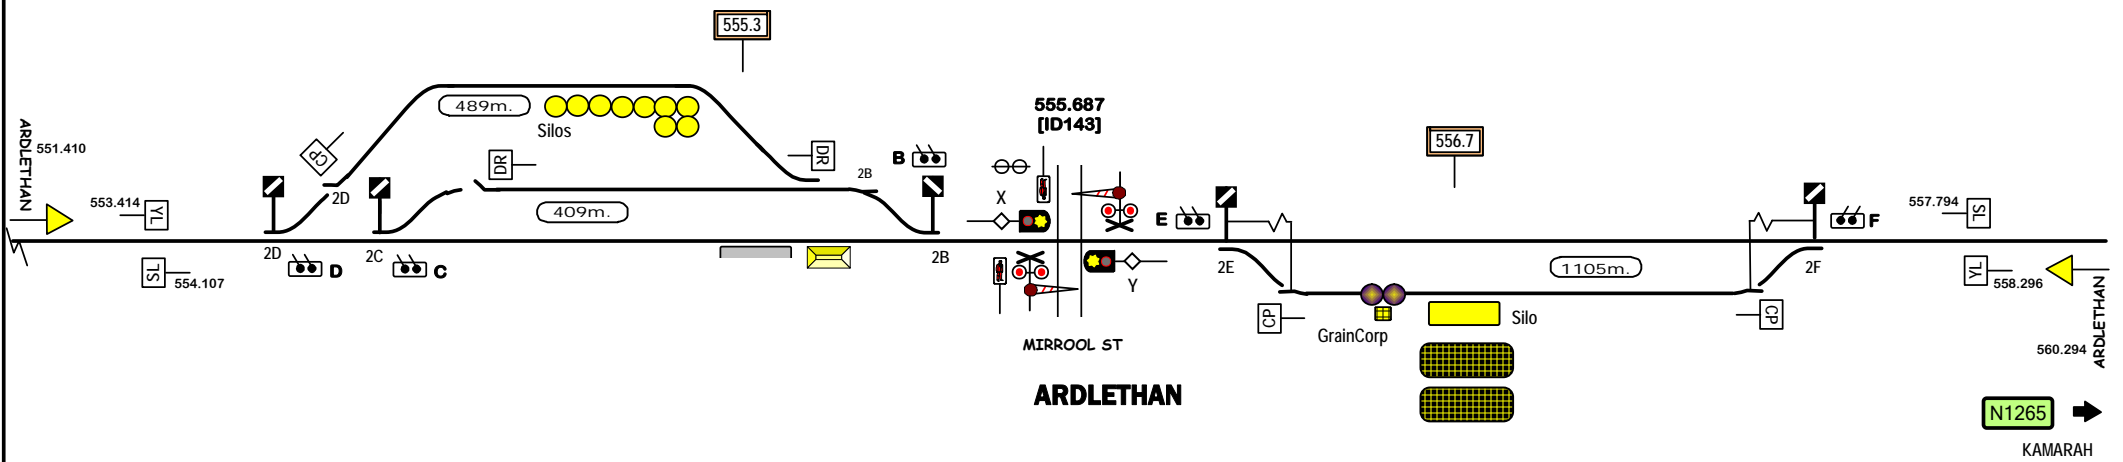 555.3
489m.
Silos
CP
DR
DR
ARDLETHAN
551.410
553.414
YL
2D
2B
B
555.687
[ID143]
556.7
X
409m.
E
F
557.794
SL
2D
D
2C
C
2B
TS
554.107
Y
2E
1105m.
2F
YL
558.296
CP
CP
GrainCorp
Silo
MIRROOL ST
ARDLETHAN
560.294
ARDLETHAN
N1265
KAMARAH